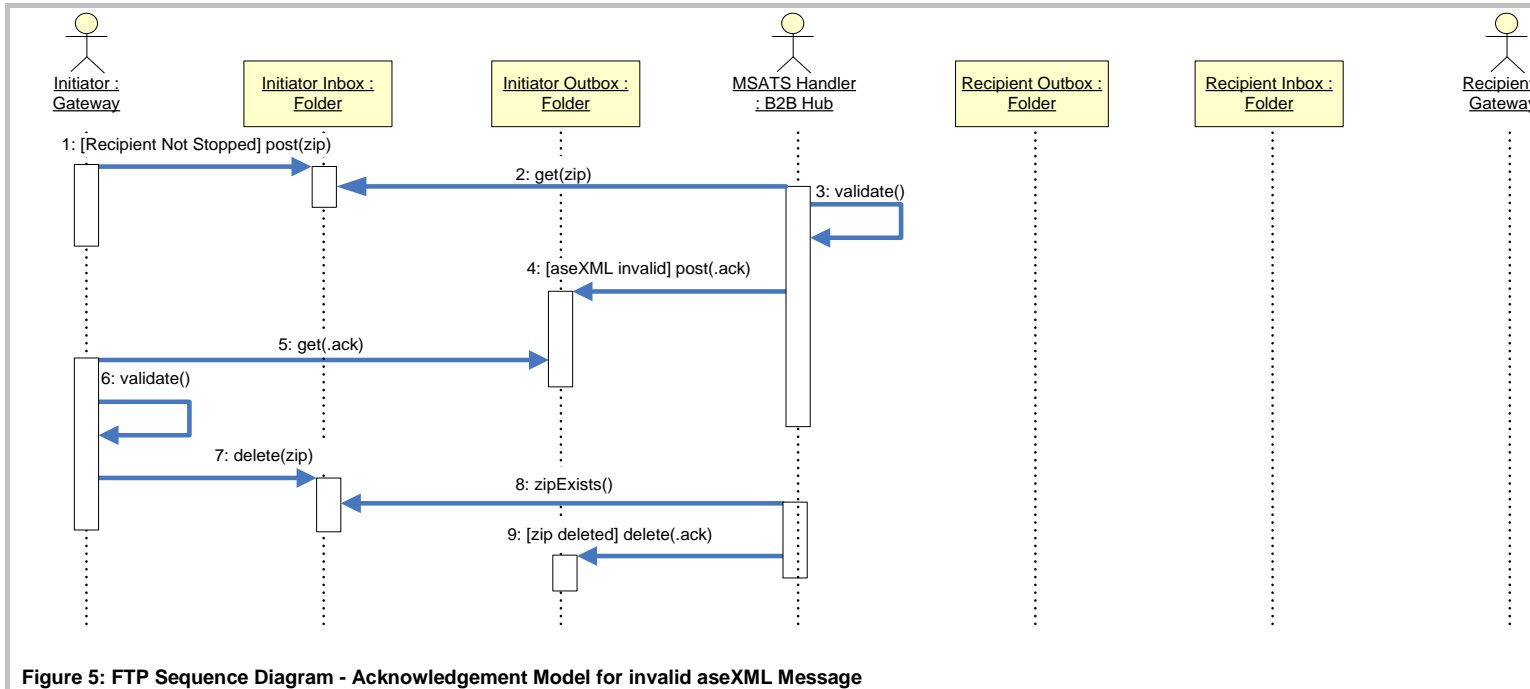 Initiator :
Gateway
Initiator Inbox :
Folder
Initiator Outbox :
Folder
MSATS Handler
: B2B Hub
Recipient Outbox :
Folder
Recipient Inbox :
Folder
Recipient
Gateway
1: [Recipient Not Stopped] post(zip)
2: get(zip)
3: validate()
4: [aseXML invalid] post(.ack)
5: get(.ack)
6: validate()
7: delete(zip)
8: zipExists()
9: [zip deleted] delete(.ack)
Figure 5: FTP Sequence Diagram - Acknowledgement Model for invalid aseXML Message